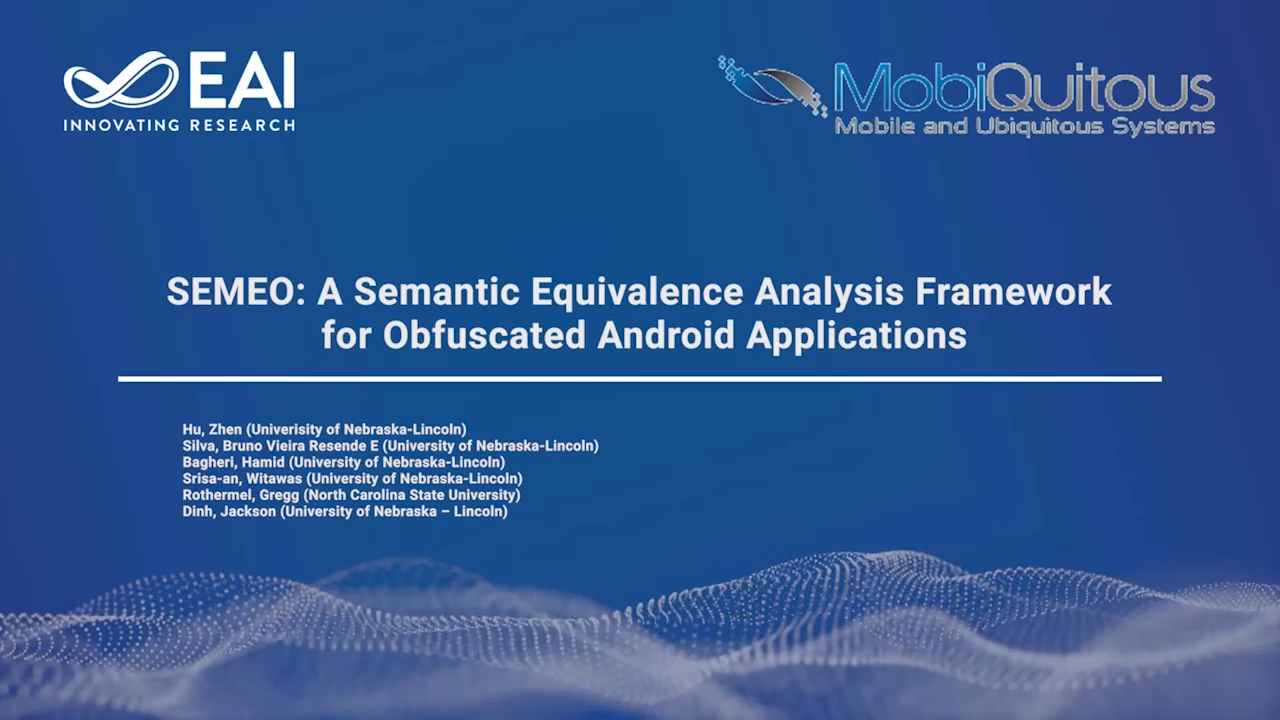 EAI
INNOVATING RESEARCH
MobiQuitous
Mobile and Ubiquitous Systems
SEMEO: A Semantic Equivalence Analysis Framework
for Obfuscated Android Applications
Hu, Zhen (Univerisity of Nebraska-Lincoln)
Silva, Bruno Vieira Resende E (University of Nebraska-Lincoln)
Bagheri, Hamid (University of Nebraska-Lincoln)
Srisa-an, Witawas (University of Nebraska-Lincoln)
Rothermel, Gregg (North Carolina State University)
Dinh, Jackson (University of Nebraska – Lincoln)